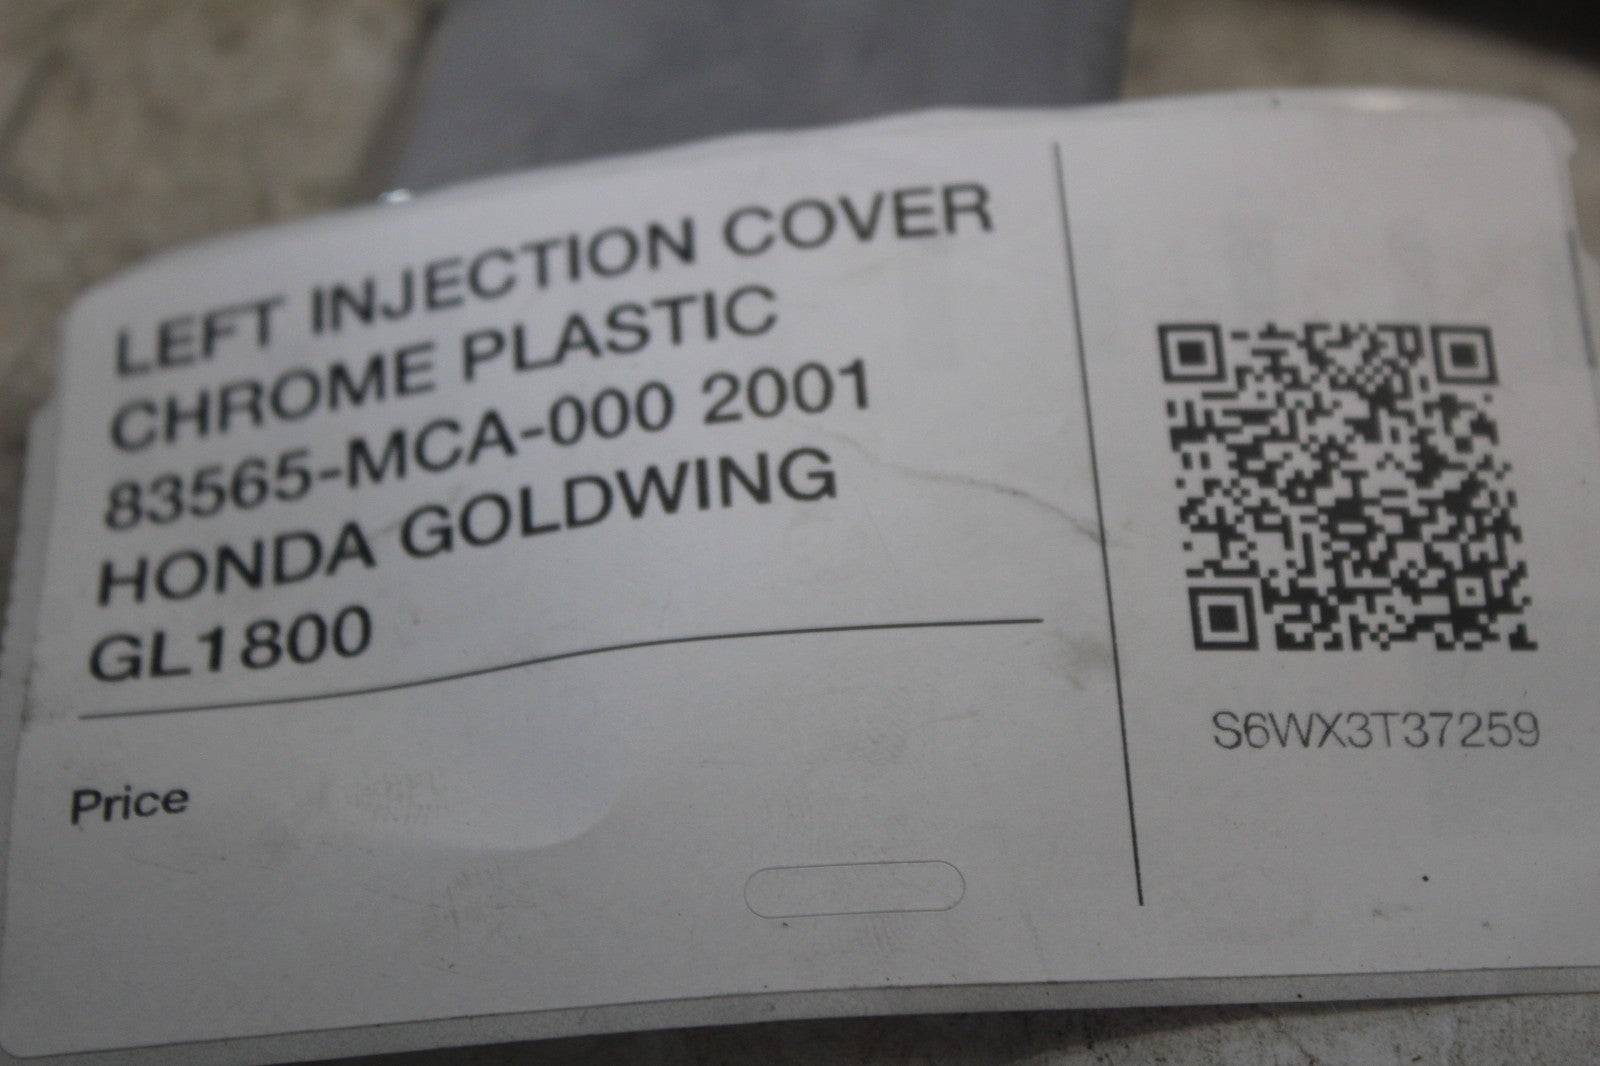 LEFT INJECTION COVER
CHROME PLASTIC
83565-MCA-000 2001
HONDA GOLDWING
GL1800
Price
S6WX3T37259